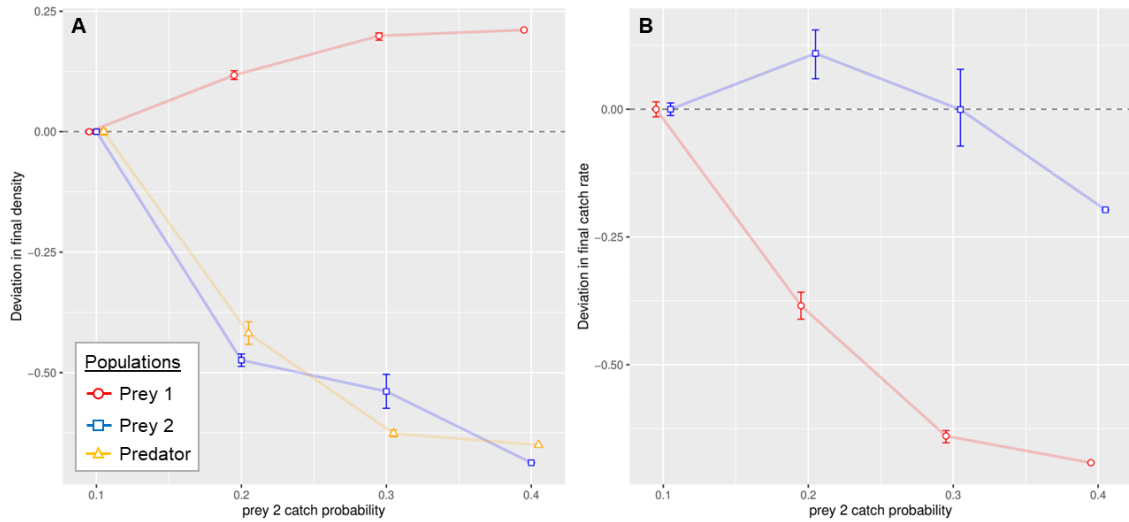 A
0.25
0.00
−0.25
−0.50
Deviation in final density
Populations
Prey 1
Prey 2
Predator
0.1
0.2
0.3
0.4
prey 2 catch probability
B
0.00
−0.25
−0.50
Deviation in final catch rate
0.1
0.2
0.3
0.4
prey 2 catch probability